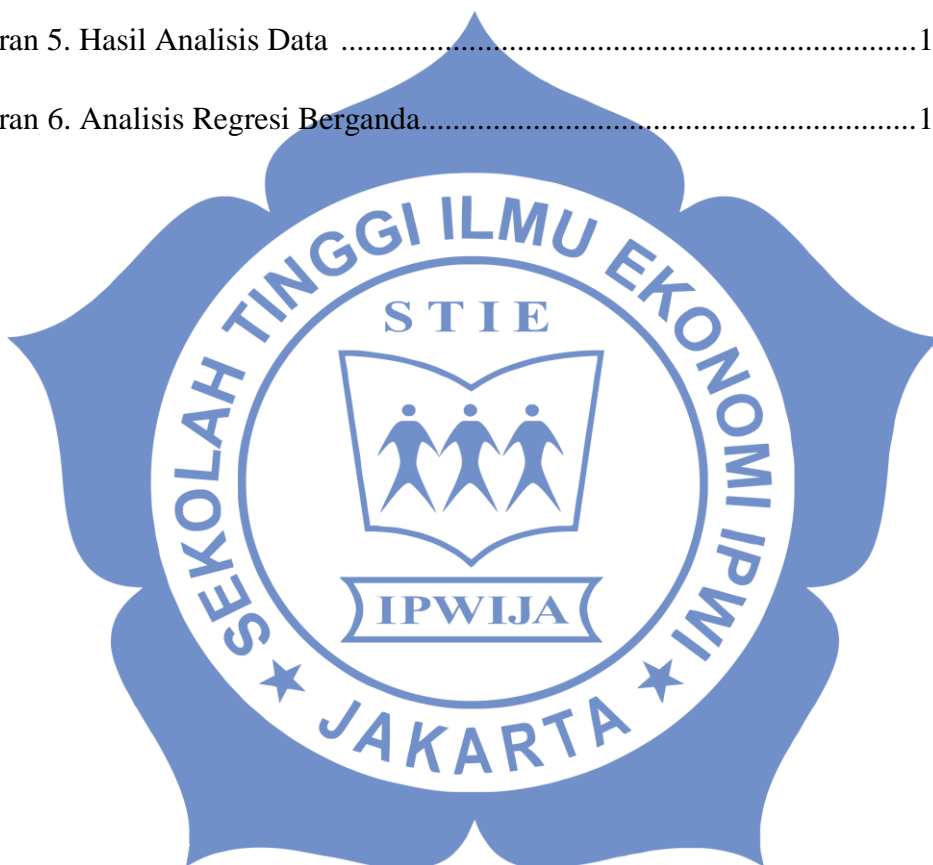 ran 5. Hasil Analisis Data ........................................................................1
ran 6. Analisis Regresi Berganda..............................................................1
SEKOLAH TINGGI ILMU EKONOMI IPWI
STIE
IPWIJA
★ JAKARTA ★